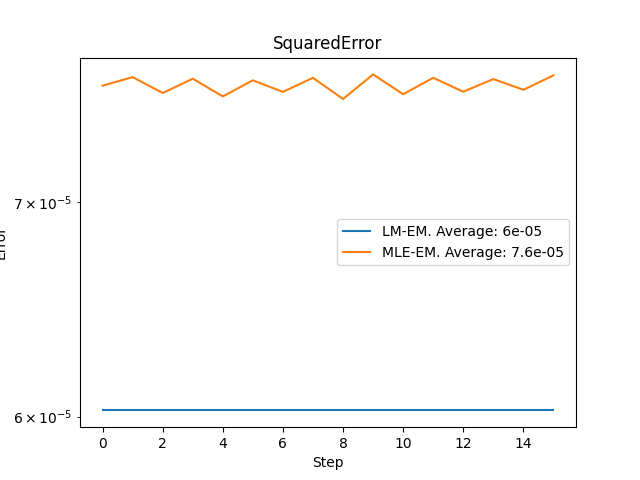 SquaredError
7 × 10⁻⁵
Error
LM-EM. Average: 6e-05
MLE-EM. Average: 7.6e-05
6 × 10⁻⁵
0 2 4 6 8 10 12 14
Step